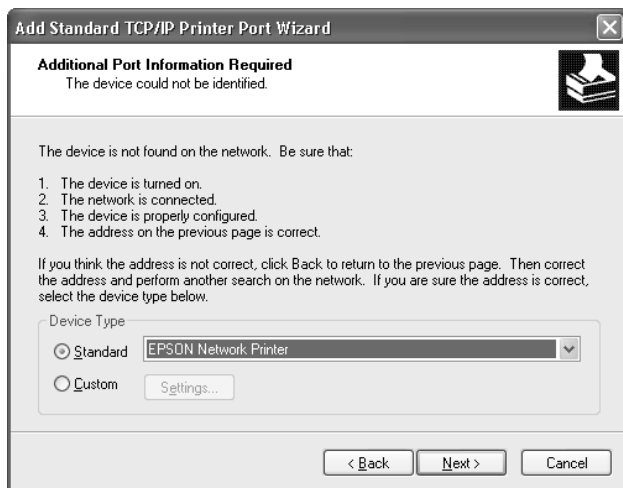 Add Standard TCP/IP Printer Port Wizard
Additional Port Information Required
The device could not be identified.
The device is not found on the network. Be sure that:
1. The device is turned on.
2. The network is connected.
3. The device is properly configured.
4. The address on the previous page is correct.
If you think the address is not correct, click Back to return to the previous page. Then correct
the address and perform another search on the network. If you are sure the address is correct,
select the device type below.
Device Type
Standard EPSON Network Printer
Custom Settings...
< Back Next > Cancel